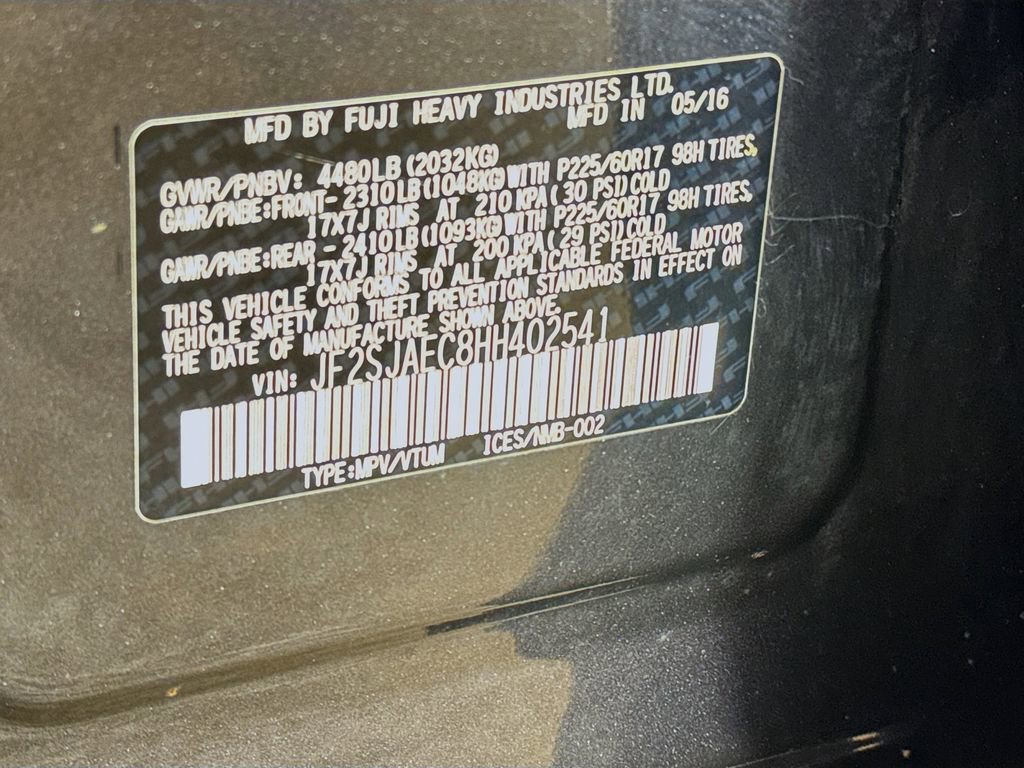 MFD BY FUJI HEAVY INDUSTRIES LTD.
MFD IN 05/16
GVWR/PNBV: 4480LB(2032KG)
GAWR/PNBE:FRONT-2310LB(1048KG)WITH P225/60R17 98H TIRES,
17X7J RIMS AT 210KPA(30 PSI)COLD
GAWR/PNBE:REAR -2410LB(1093KG)WITH P225/60R17 98H TIRES,
17X7J RIMS AT 200KPA(29 PSI)COLD
THIS VEHICLE CONFORMS TO ALL APPLICABLE FEDERAL MOTOR
VEHICLE SAFETY AND THEFT PREVENTION STANDARDS IN EFFECT ON
THE DATE OF MANUFACTURE SHOWN ABOVE.
VIN: JF2SJAEC8HH402541
TYPE:MPV/VTUM ICES/NMB-002